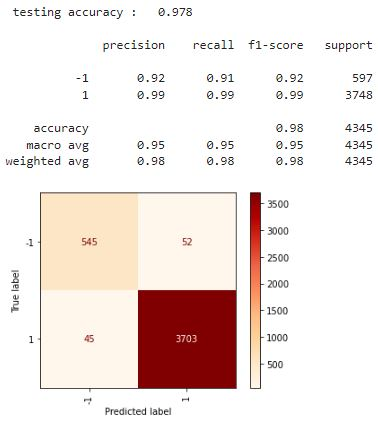 testing accuracy :   0.978
precision    recall  f1-score   support
-1       0.92      0.91      0.92       597
1       0.99      0.99      0.99      3748
accuracy                           0.98      4345
macro avg       0.95      0.95      0.95      4345
weighted avg       0.98      0.98      0.98      4345
3500
-1 545 52
3000
2500
2000
True label
1500
1 45 3703
1000
500
-1 1
Predicted label